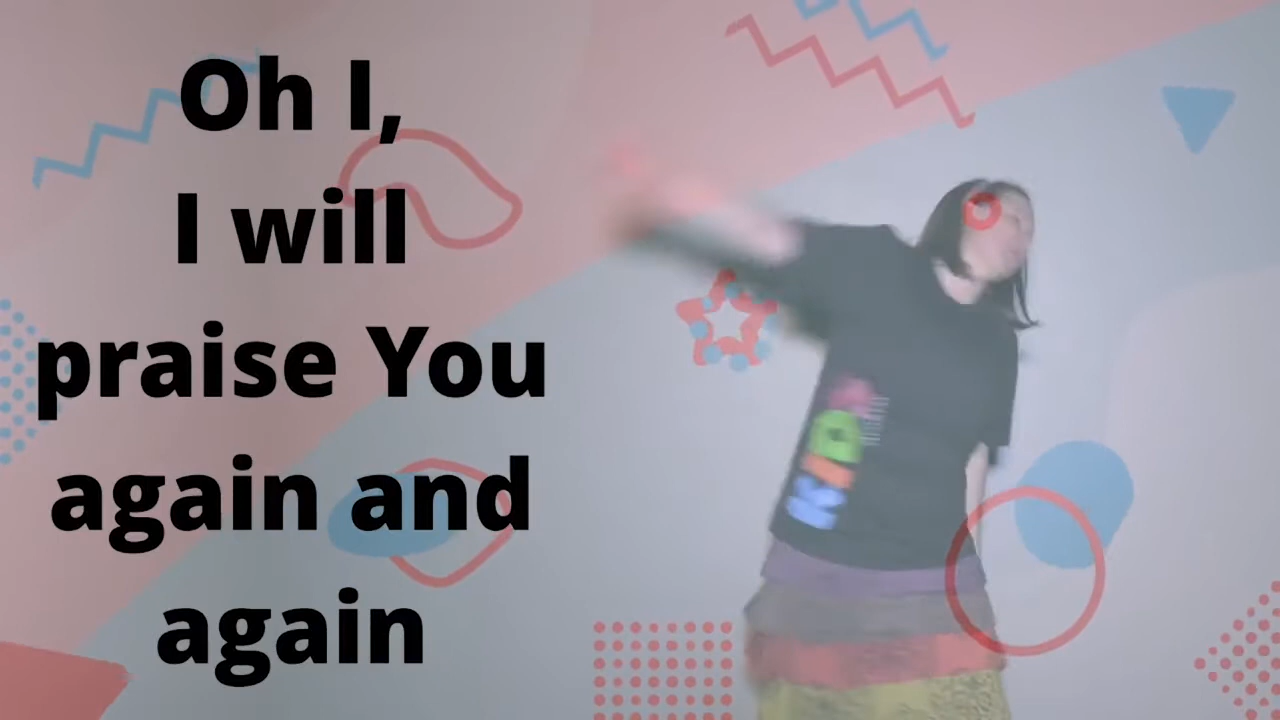 Oh I,
I will
praise You
again and
again